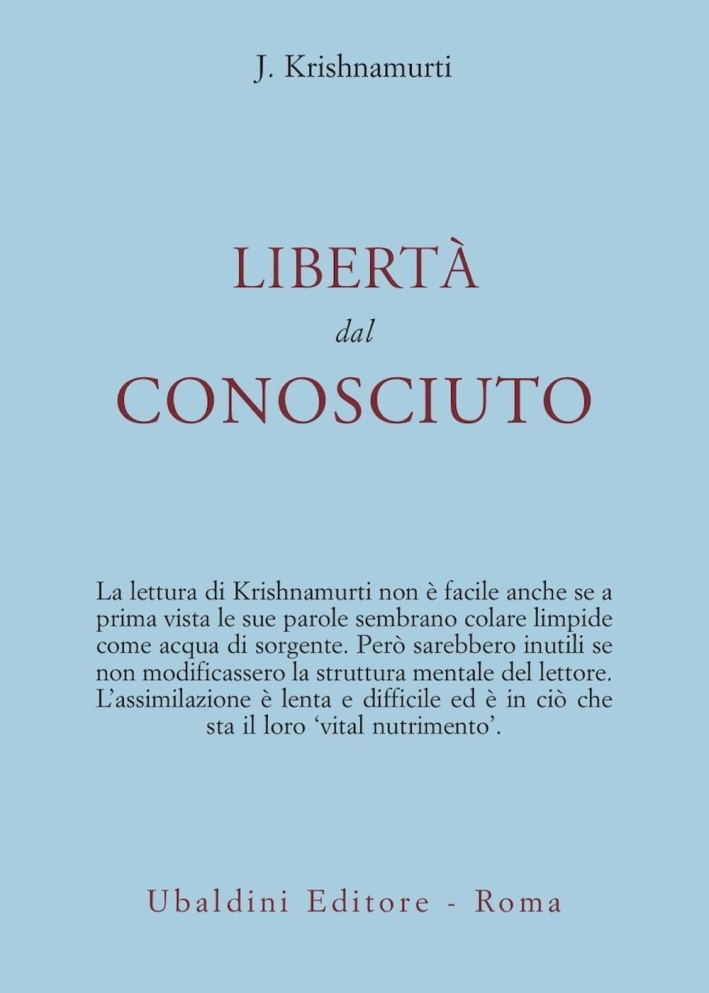 J. Krishnamurti
LIBERTÀ
dal
CONOSCIUTO
La lettura di Krishnamurti non è facile anche se a
prima vista le sue parole sembrano colare limpide
come acqua di sorgente. Però sarebbero inutili se
non modificassero la struttura mentale del lettore.
L’assimilazione è lenta e difficile ed è in ciò che
sta il loro ‘vital nutrimento’.
Ubaldini Editore - Roma